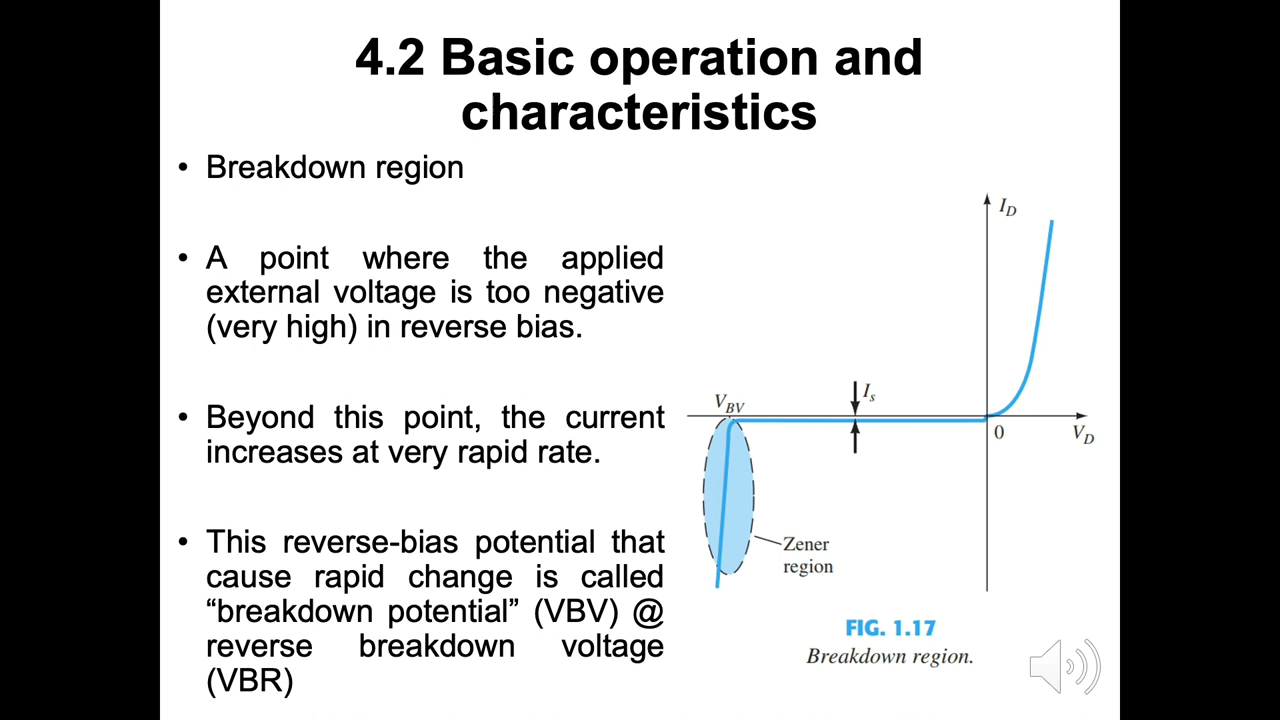 4.2 Basic operation and
characteristics
• Breakdown region
• A point where the applied
external voltage is too negative
(very high) in reverse bias.
• Beyond this point, the current
increases at very rapid rate.
• This reverse-bias potential that
cause rapid change is called
“breakdown potential” (VBV) @
reverse breakdown voltage
(VBR)
I_D
I_s
V_BV
0
V_D
Zener
region
FIG. 1.17
Breakdown region.